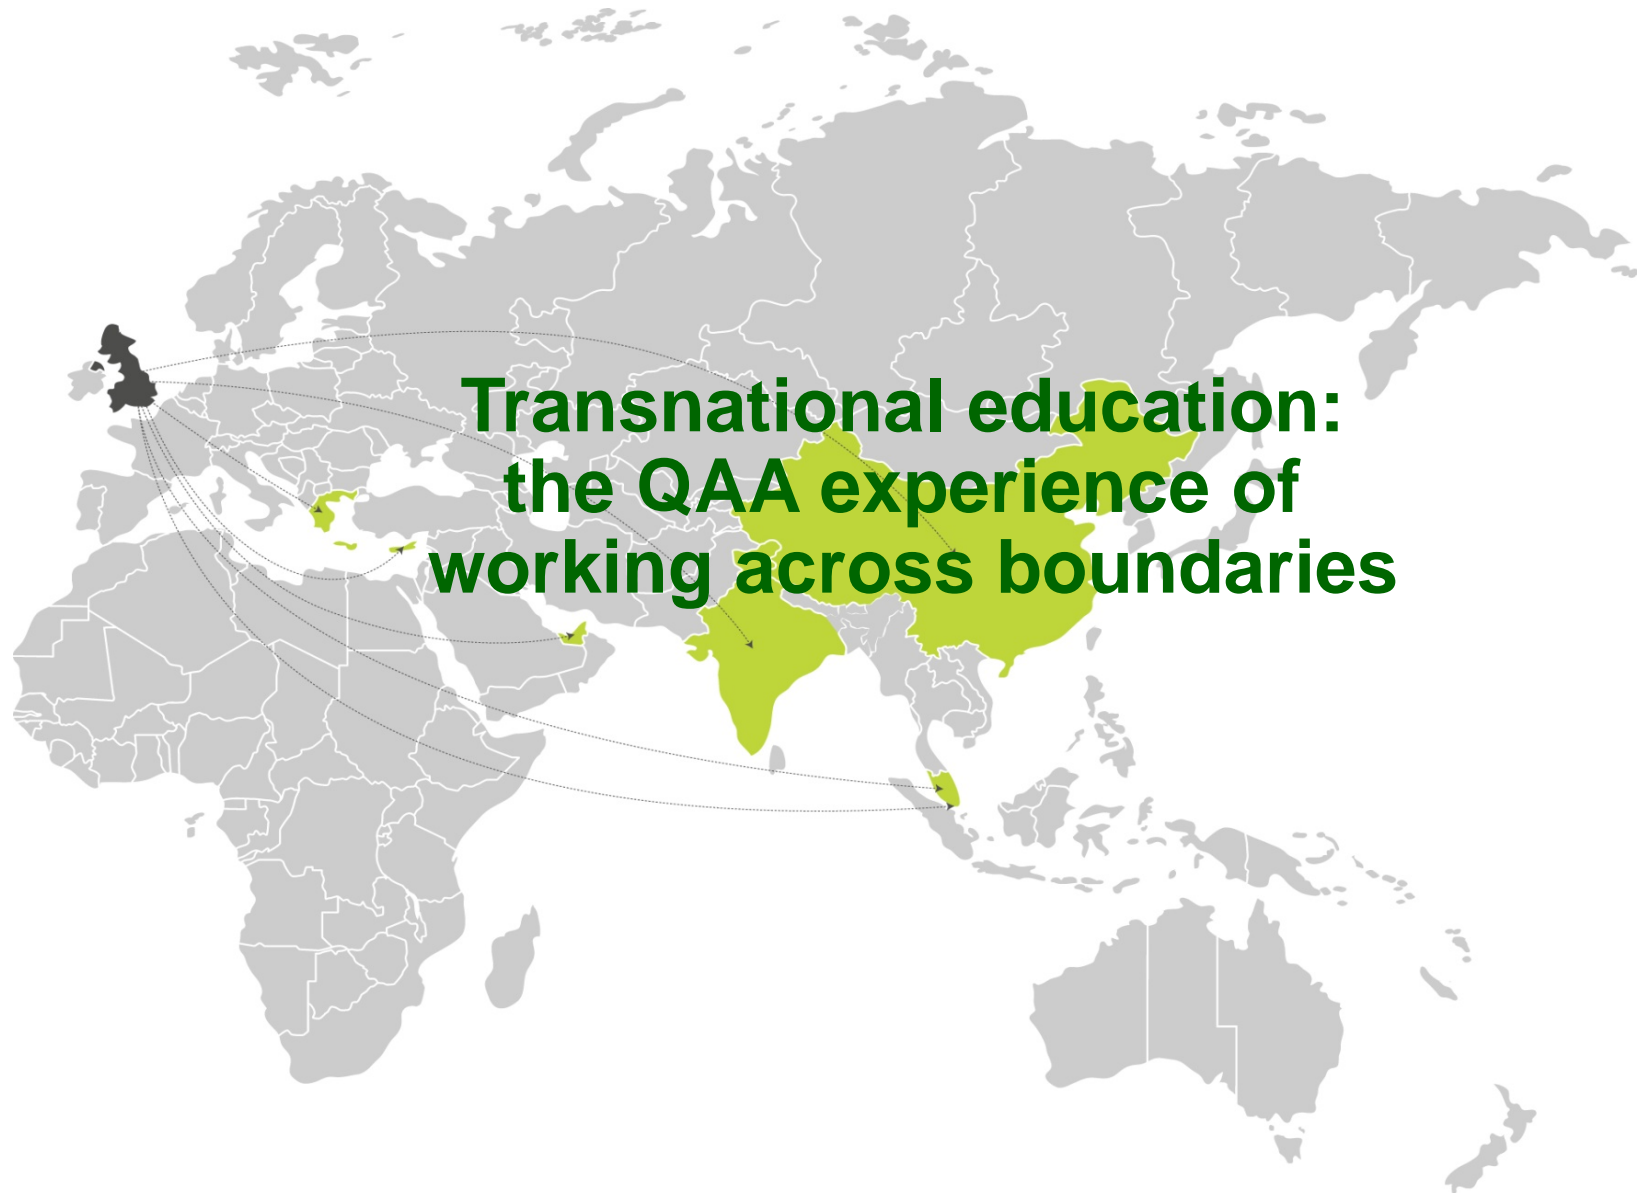 Transnational education:
the QAA experience of
working across boundaries